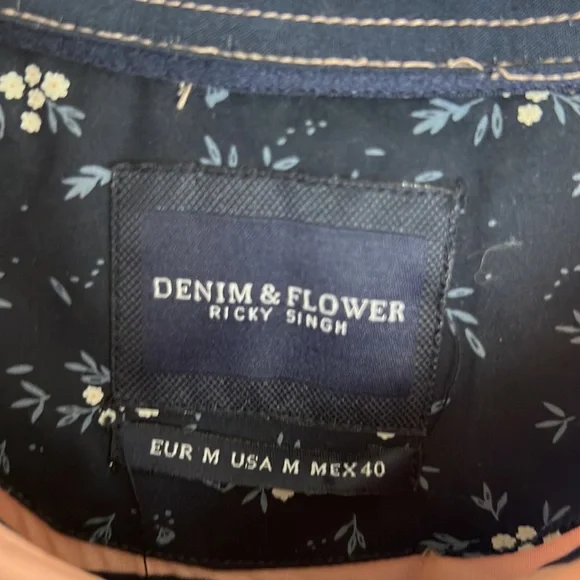 DENIM & FLOWER
RICKY SINGH
EUR M USA M MEX 40